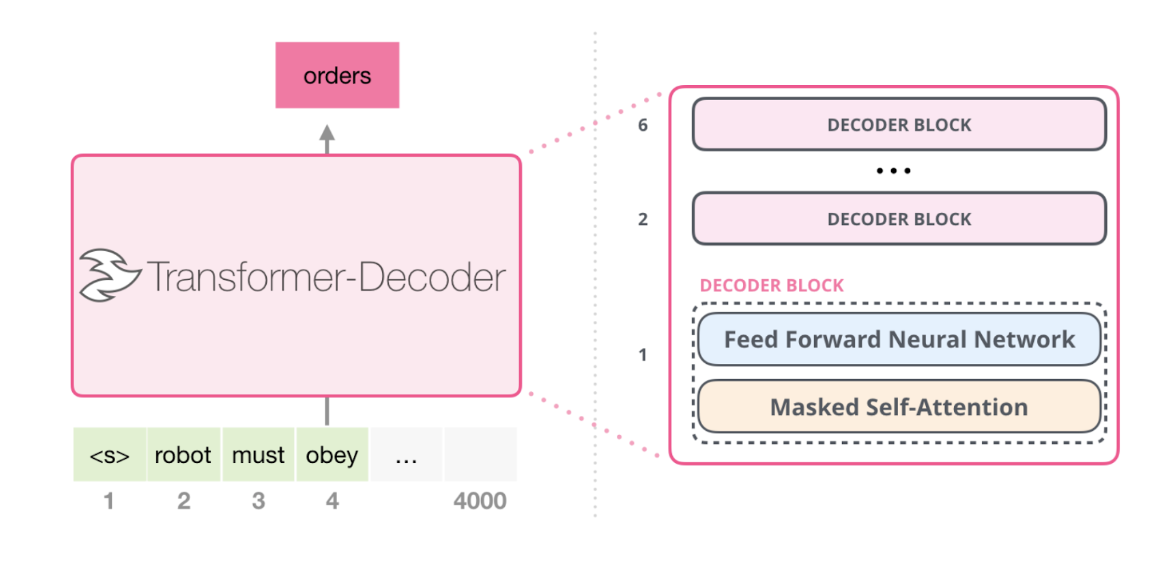 orders
Transformer-Decoder
<s> robot must obey ...
1 2 3 4 4000
6 DECODER BLOCK
...
2 DECODER BLOCK
DECODER BLOCK
Feed Forward Neural Network
1
Masked Self-Attention